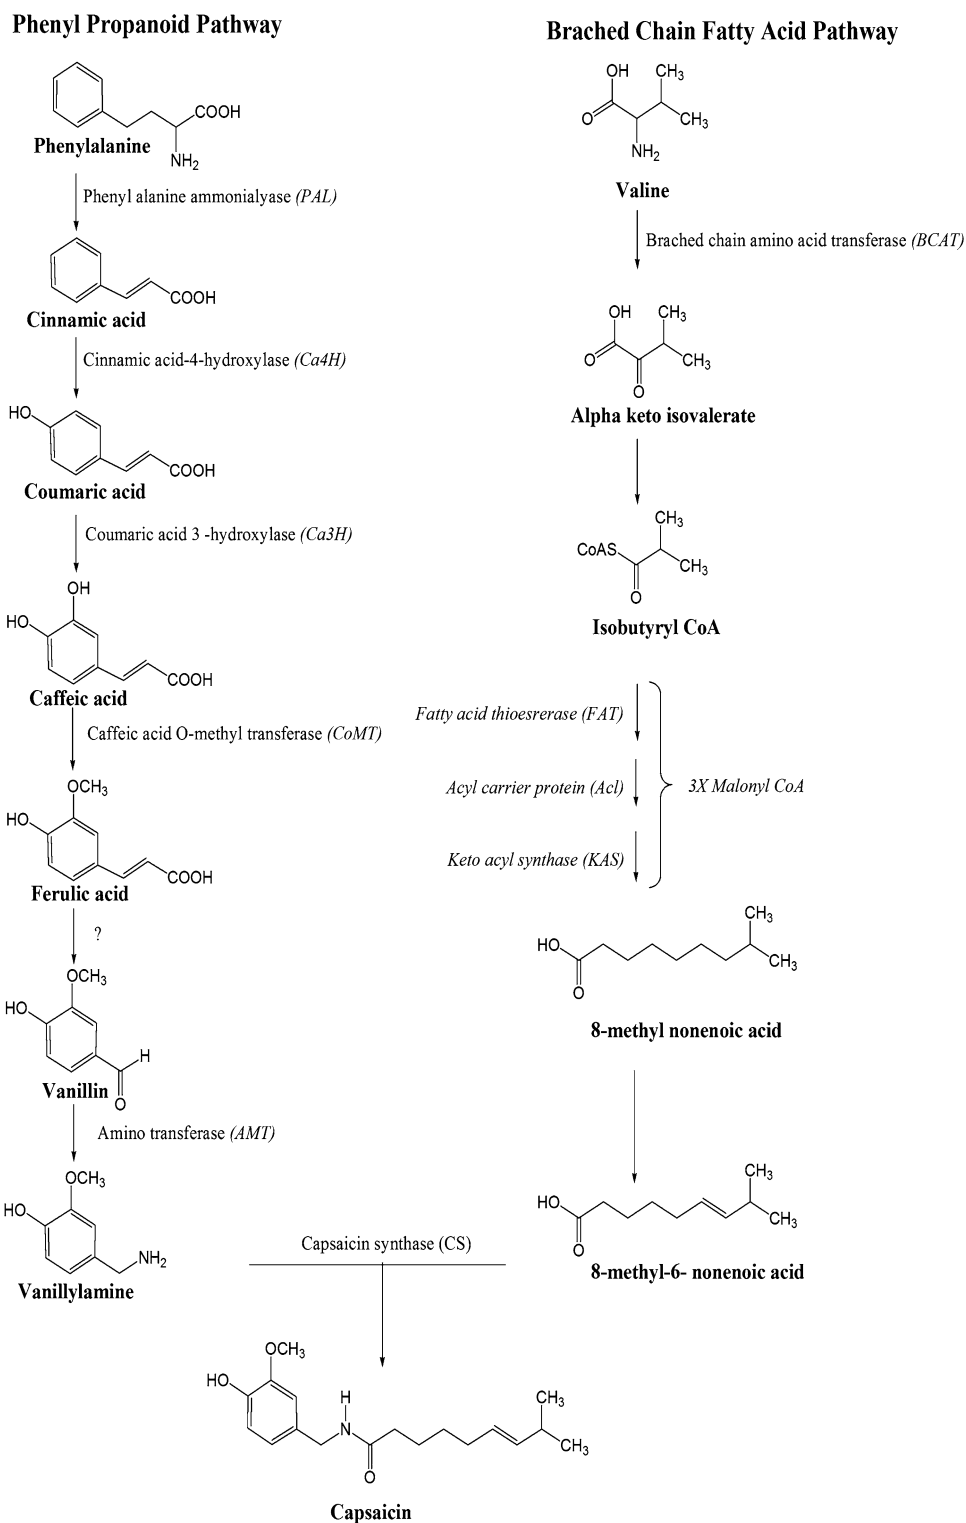 Phenyl Propanoid Pathway
COOH
NH2
Phenylalanine
Phenyl alanine ammonialyase (PAL)
COOH
Cinnamic acid
Cinnamic acid-4-hydroxylase (Ca4H)
HO
COOH
Coumaric acid
Coumaric acid 3 -hydroxylase (Ca3H)
OH
HO
COOH
Caffeic acid
Caffeic acid O-methyl transferase (CoMT)
OCH3
HO
COOH
Ferulic acid
?
OCH3
HO
H
O
Vanillin
Amino transferase (AMT)
OCH3
HO
NH2
Vanillylamine
Brached Chain Fatty Acid Pathway
OH
CH3
O
CH3
NH2
Valine
Brached chain amino acid transferase (BCAT)
OH
CH3
O
CH3
O
Alpha keto isovalerate
CH3
CoAS
CH3
O
Isobutyryl CoA
Fatty acid thioesrerase (FAT)
Acyl carrier protein (Acl)
3X Malonyl CoA
Keto acyl synthase (KAS)
CH3
HO
CH3
O
8-methyl nonenoic acid
CH3
HO
CH3
O
8-methyl-6- nonenoic acid
Capsaicin synthase (CS)
OCH3
HO
H
N
O
CH3
CH3
Capsaicin